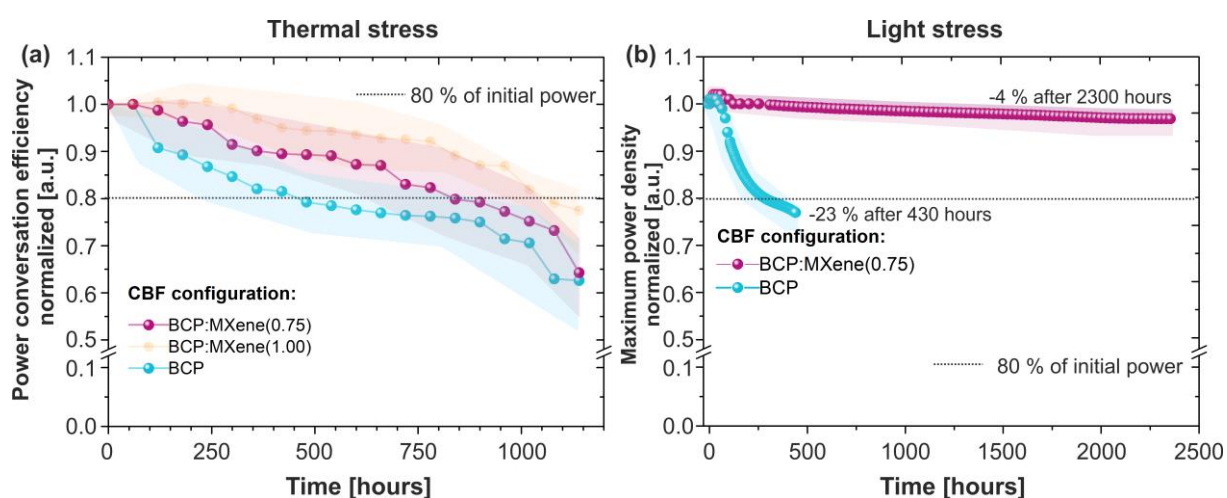 Thermal stress
(a)
Power conversation efficiency
normalized [a.u.]
1.1
1.0
0.9
0.8
0.7
0.6
0.5
0.1
0.0
80 % of initial power
CBF configuration:
BCP:MXene(0.75)
BCP:MXene(1.00)
BCP
0 250 500 750 1000
Time [hours]
Light stress
(b)
Maximum power density
normalized [a.u.]
1.1
1.0
0.9
0.8
0.7
0.6
0.5
0.1
0.0
-4 % after 2300 hours
-23 % after 430 hours
CBF configuration:
BCP:MXene(0.75)
BCP
80 % of initial power
0 500 1000 1500 2000 2500
Time [hours]